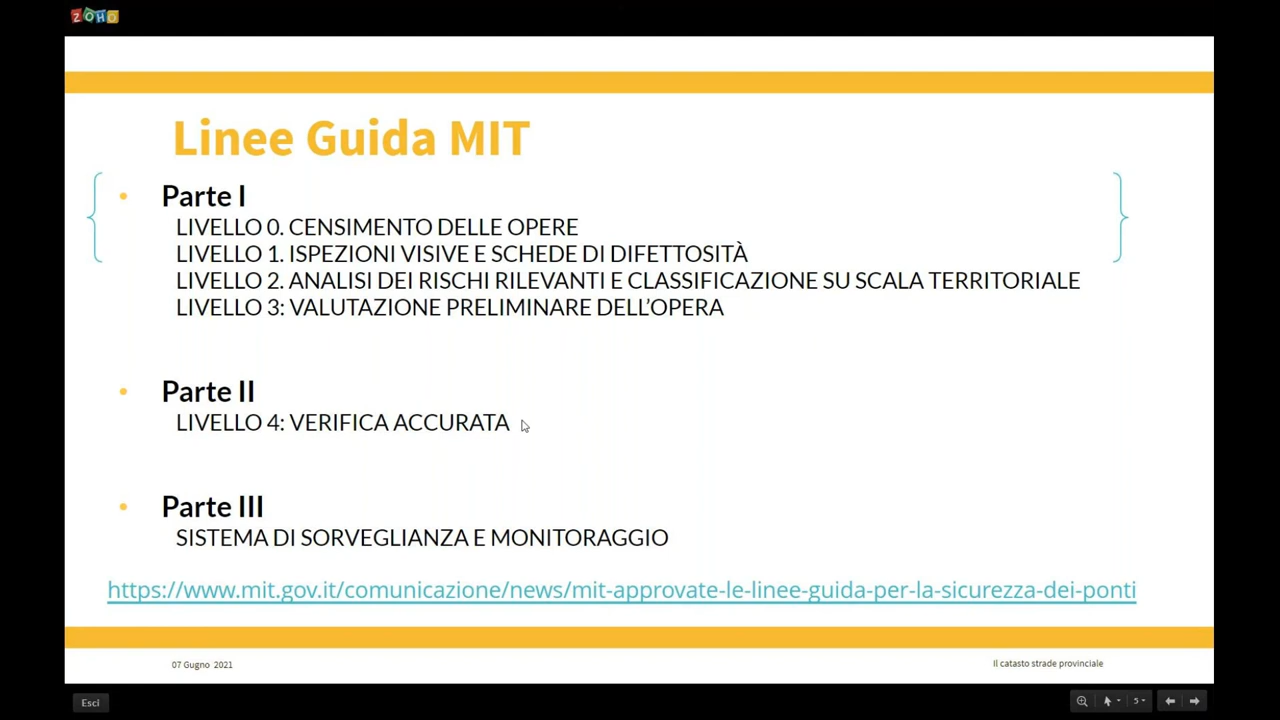 ZOHO
Linee Guida MIT
• Parte I
LIVELLO 0. CENSIMENTO DELLE OPERE
LIVELLO 1. ISPEZIONI VISIVE E SCHEDE DI DIFETTOSITÀ
LIVELLO 2. ANALISI DEI RISCHI RILEVANTI E CLASSIFICAZIONE SU SCALA TERRITORIALE
LIVELLO 3: VALUTAZIONE PRELIMINARE DELL’OPERA
• Parte II
LIVELLO 4: VERIFICA ACCURATA
• Parte III
SISTEMA DI SORVEGLIANZA E MONITORAGGIO
https://www.mit.gov.it/comunicazione/news/mit-approvate-le-linee-guida-per-la-sicurezza-dei-ponti
07 Gugno 2021
Il catasto strade provinciale
Esci
5